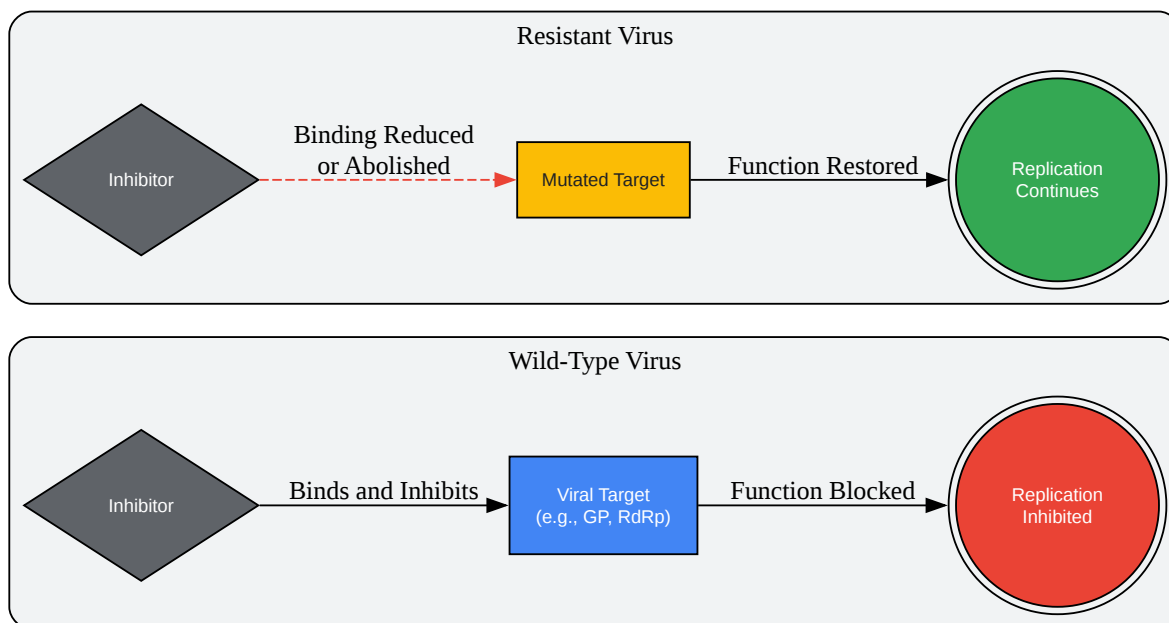 Resistant Virus
Inhibitor
Binding Reduced
or Abolished
Mutated Target
Function Restored
Replication
Continues
Wild-Type Virus
Inhibitor
Binds and Inhibits
Viral Target
(e.g., GP, RdRp)
Function Blocked
Replication
Inhibited